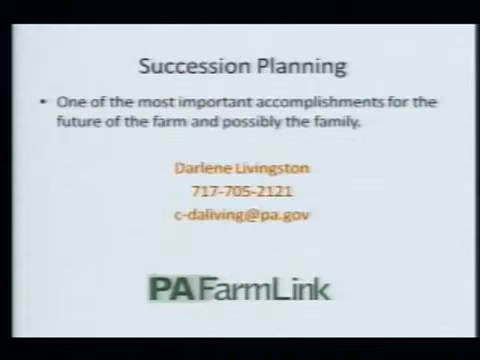 Succession Planning
• One of the most important accomplishments for the
future of the farm and possibly the family.
Darlene Livingston
717-705-2121
c-daliving@pa.gov
PAFarmLink